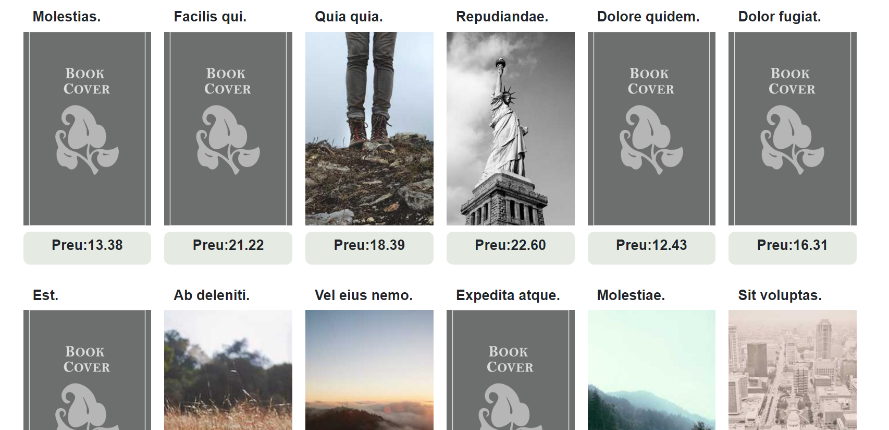 Molestias.
Facilis qui.
Quia quia.
Repudiandae.
Dolore quidem.
Dolor fugiat.
BOOK
COVER
BOOK
COVER
BOOK
COVER
BOOK
COVER
Preu:13.38
Preu:21.22
Preu:18.39
Preu:22.60
Preu:12.43
Preu:16.31
Est.
Ab deleniti.
Vel eius nemo.
Expedita atque.
Molestiae.
Sit voluptas.
BOOK
COVER
BOOK
COVER